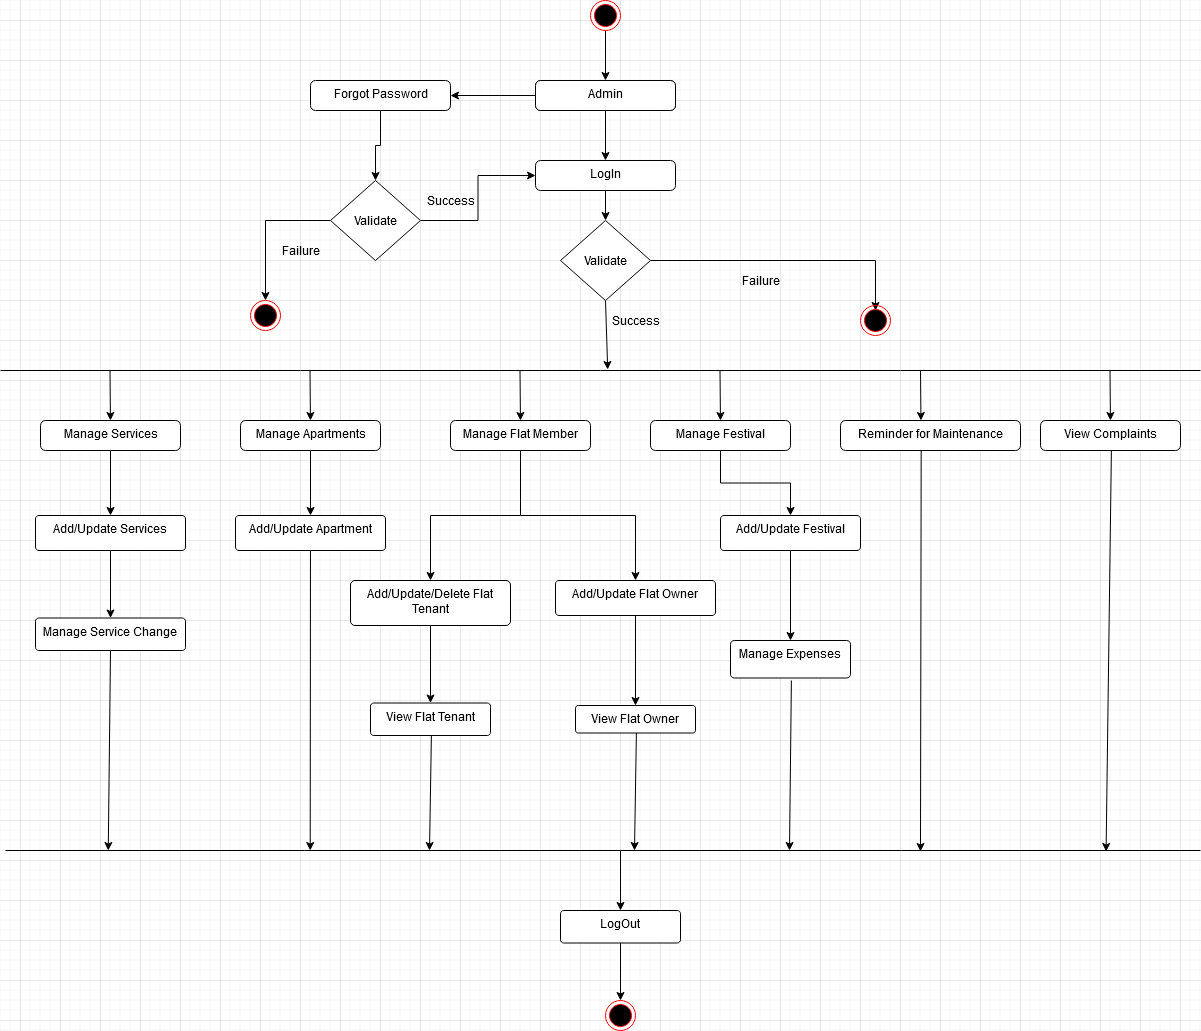 Forgot Password
Admin
LogIn
Success
Validate
Failure
Validate
Failure
Success
Manage Services
Manage Apartments
Manage Flat Member
Manage Festival
Reminder for Maintenance
View Complaints
Add/Update Services
Add/Update Apartment
Add/Update Festival
Add/Update/Delete Flat
Tenant
Add/Update Flat Owner
Manage Service Change
Manage Expenses
View Flat Tenant
View Flat Owner
LogOut